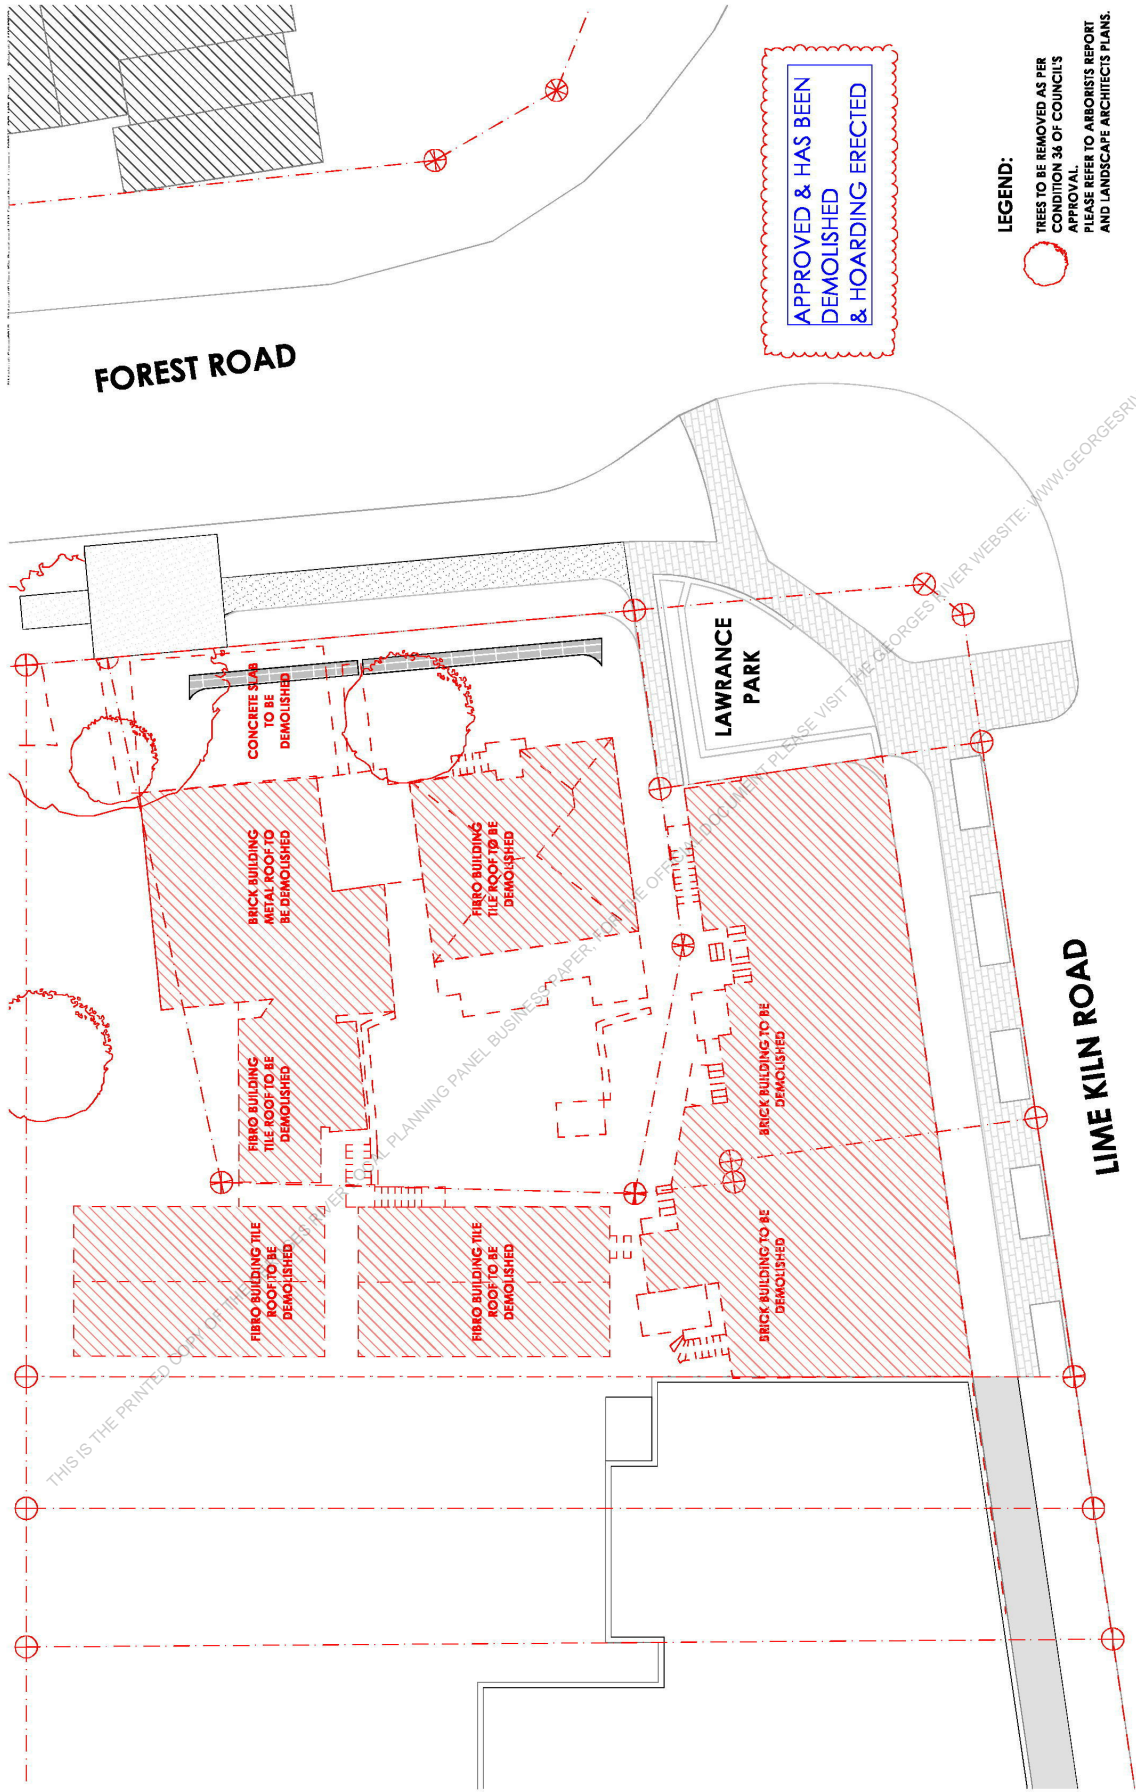 FOREST ROAD
APPROVED & HAS BEEN
DEMOLISHED
& HOARDING ERECTED
LEGEND:
TREES TO BE REMOVED AS PER
CONDITION 36 OF COUNCIL'S
APPROVAL.
PLEASE REFER TO ARBORISTS REPORT
AND LANDSCAPE ARCHITECTS PLANS.
CONCRETE SLAB
TO BE
DEMOLISHED
LAWRANCE
PARK
BRICK BUILDING
METAL ROOF TO
BE DEMOLISHED
FIBRO BUILDING
TILE ROOF TO BE
DEMOLISHED
FIBRO BUILDING
TILE ROOF TO BE
DEMOLISHED
BRICK BUILDING TO BE
DEMOLISHED
LIME KILN ROAD
FIBRO BUILDING TILE
ROOF TO BE
DEMOLISHED
FIBRO BUILDING TILE
ROOF TO BE
DEMOLISHED
BRICK BUILDING TO BE
DEMOLISHED
THIS IS THE PRINTED COPY OF THE GEORGES RIVER LOCAL PLANNING PANEL BUSINESS PAPER. FOR THE OFFICIAL DOCUMENT PLEASE VISIT THE GEORGES RIVER WEBSITE: WWW.GEORGESRIV